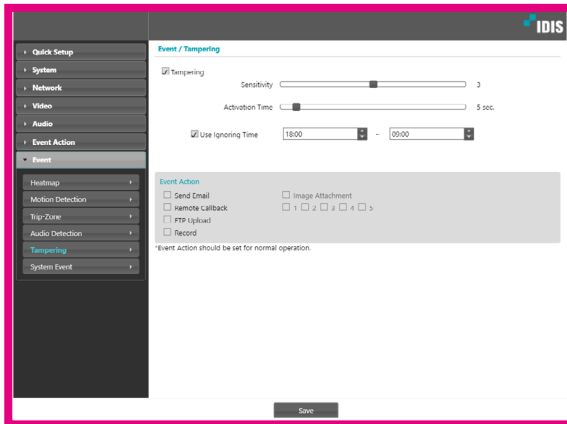 IDIS
Quick Setup
System
Network
Video
Audio
Event Action
Event
Heatmap
Motion Detection
Trip-Zone
Audio Detection
Tampering
System Event
Event / Tampering
Tampering
Sensitivity 3
Activation Time 5 sec.
Use Ignoring Time 18:00 ~ 09:00
Event Action
Send Email Image Attachment
Remote Callback 1 2 3 4 5
FTP Upload
Record
*Event Action should be set for normal operation.
Save